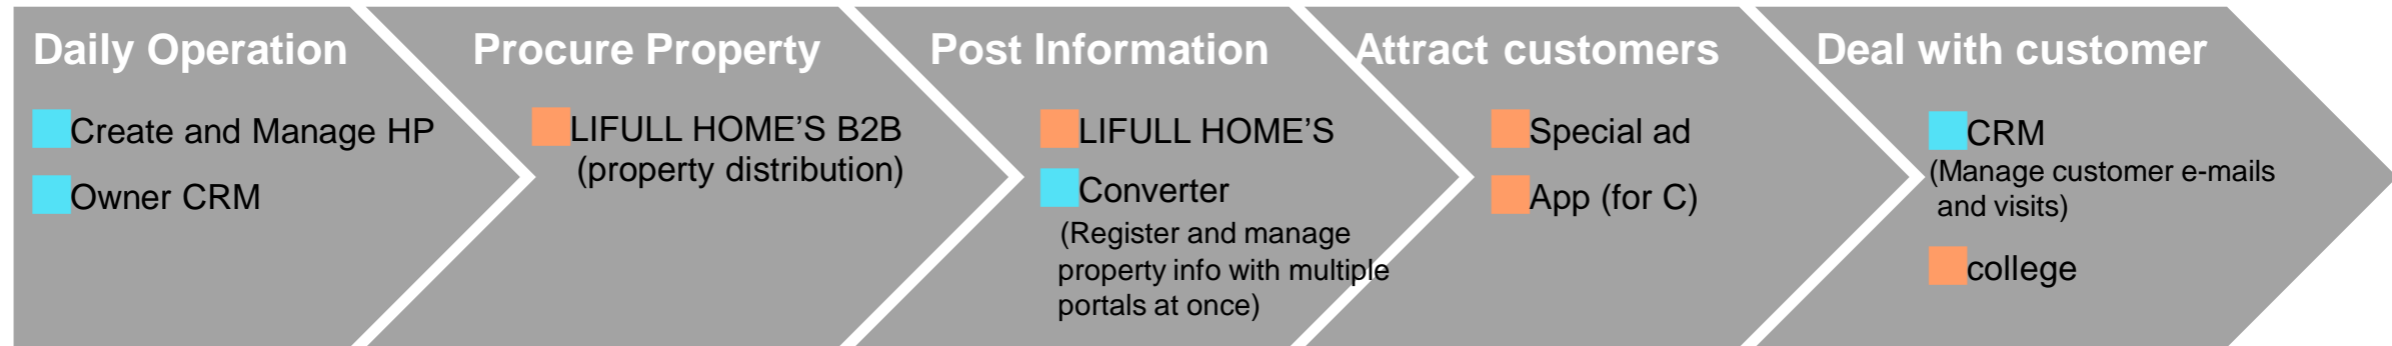 Daily Operation
Create and Manage HP
Owner CRM
Procure Property
LIFULL HOME’S B2B
(property distribution)
Post Information
LIFULL HOME’S
Converter
(Register and manage
property info with multiple
portals at once)
Attract customers
Special ad
App (for C)
Deal with customer
CRM
(Manage customer e-mails
and visits)
college